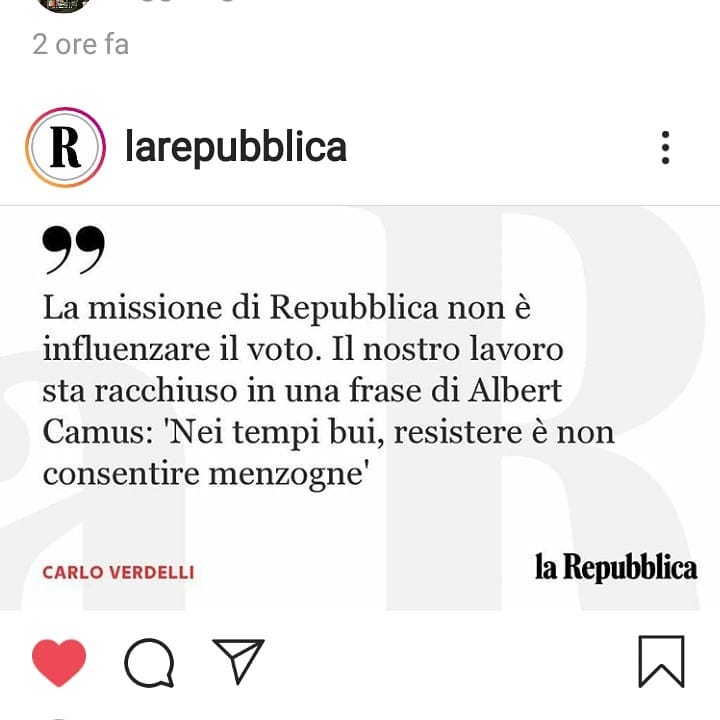 2 ore fa
R
larepubblica
"
La missione di Repubblica non è
influenzare il voto. Il nostro lavoro
sta racchiuso in una frase di Albert
Camus: 'Nei tempi bui, resistere è non
consentire menzogne'
CARLO VERDELLI
la Repubblica